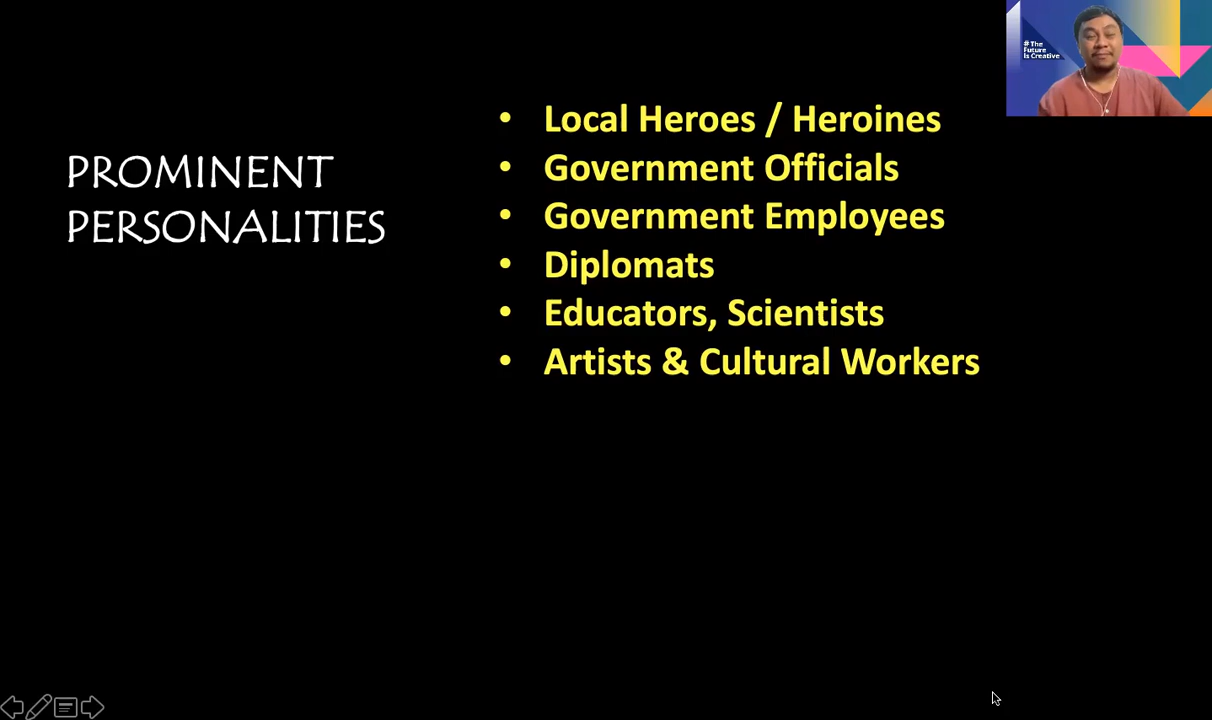 PROMINENT
PERSONALITIES
• Local Heroes / Heroines
• Government Officials
• Government Employees
• Diplomats
• Educators, Scientists
• Artists & Cultural Workers
# The
Future
Is Creative